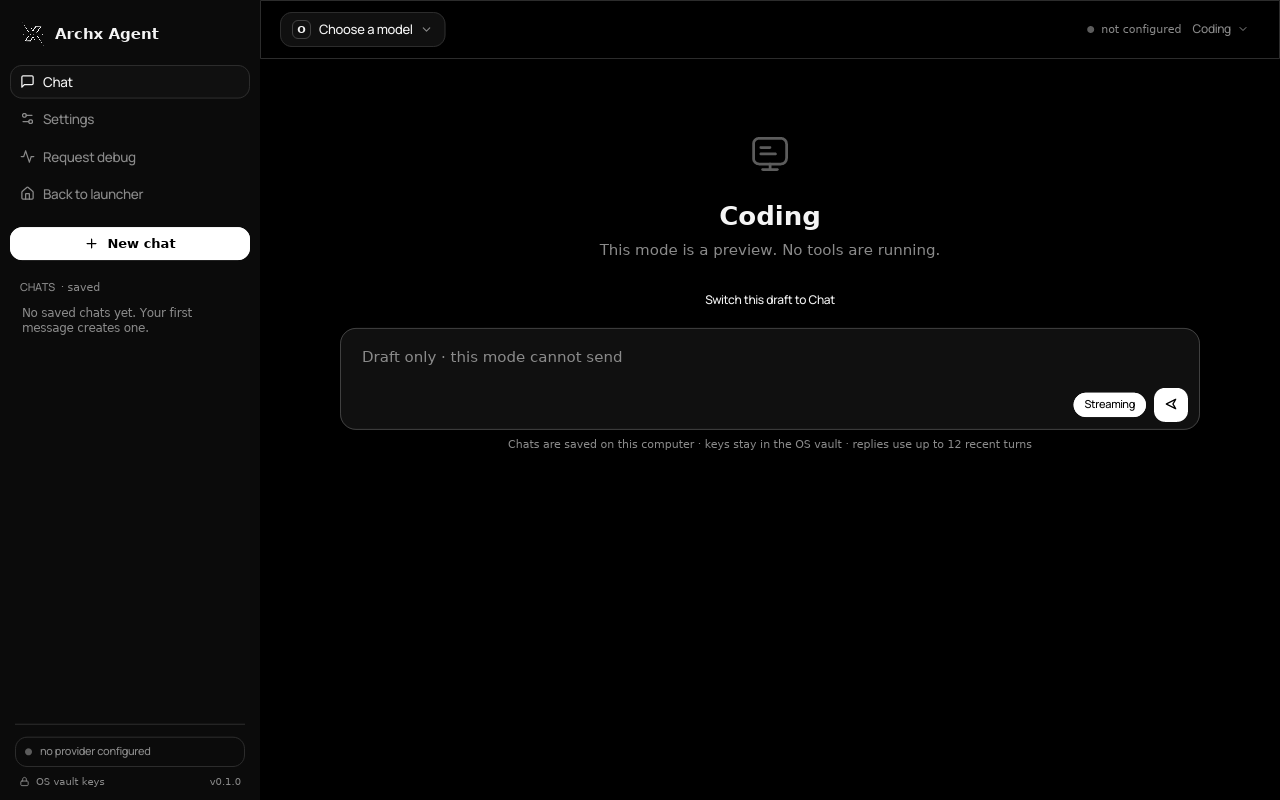 Archx Agent
Chat
Settings
Request debug
Back to launcher
New chat
CHATS · saved
No saved chats yet. Your first
message creates one.
no provider configured
OS vault keys v0.1.0
O Choose a model
not configured Coding
Coding
This mode is a preview. No tools are running.
Switch this draft to Chat
Draft only · this mode cannot send
Streaming
Chats are saved on this computer · keys stay in the OS vault · replies use up to 12 recent turns